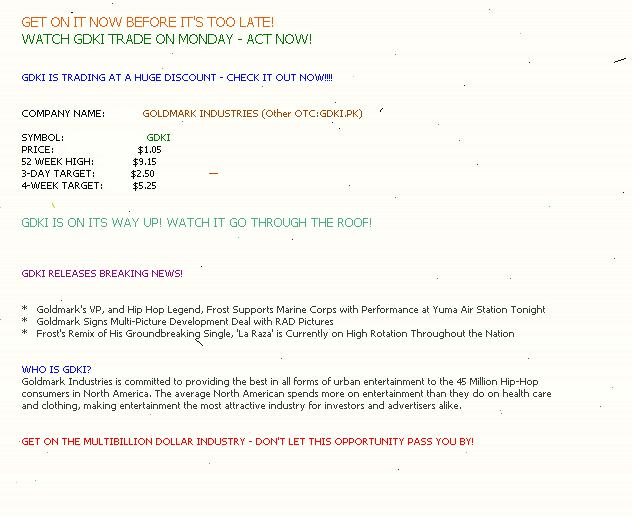 GET ON IT NOW BEFORE IT'S TOO LATE!
WATCH GDKI TRADE ON MONDAY - ACT NOW!
GDKI IS TRADING AT A HUGE DISCOUNT - CHECK IT OUT NOW!!!!
COMPANY NAME: GOLDMARK INDUSTRIES (Other OTC:GDKI.PK)
SYMBOL: GDKI
PRICE: $1.05
52 WEEK HIGH: $9.15
3-DAY TARGET: $2.50
4-WEEK TARGET: $5.25
GDKI IS ON ITS WAY UP! WATCH IT GO THROUGH THE ROOF!
GDKI RELEASES BREAKING NEWS!
* Goldmark's VP, and Hip Hop Legend, Frost Supports Marine Corps with Performance at Yuma Air Station Tonight
* Goldmark Signs Multi-Picture Development Deal with RAD Pictures
* Frost's Remix of His Groundbreaking Single, 'La Raza' is Currently on High Rotation Throughout the Nation
WHO IS GDKI?
Goldmark Industries is committed to providing the best in all forms of urban entertainment to the 45 Million Hip-Hop
consumers in North America. The average North American spends more on entertainment than they do on health care
and clothing, making entertainment the most attractive industry for investors and advertisers alike.
GET ON THE MULTIBILLION DOLLAR INDUSTRY - DON'T LET THIS OPPORTUNITY PASS YOU BY!